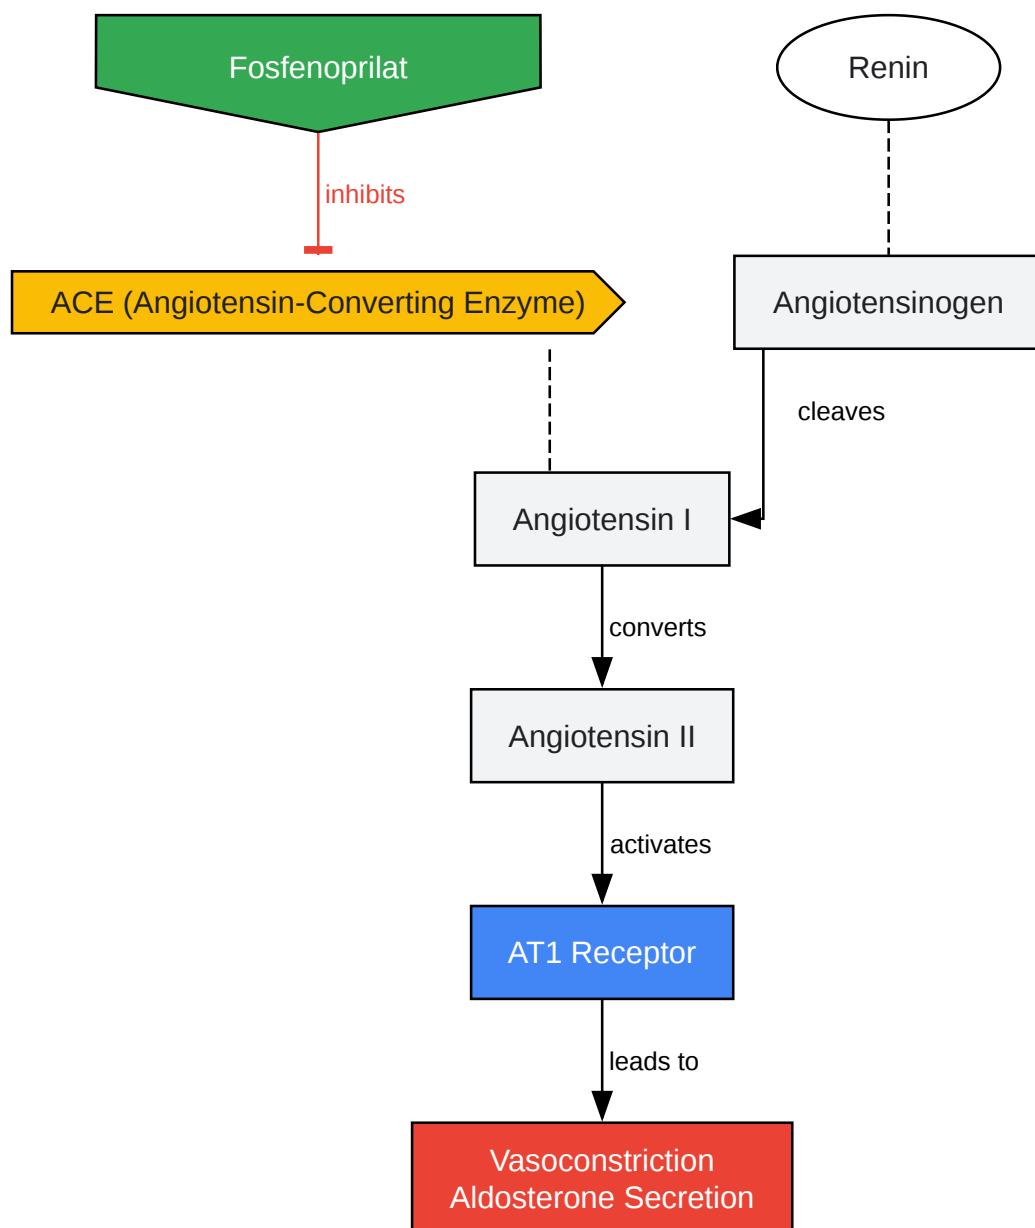 Fosfenoprilat
Renin
inhibits
ACE (Angiotensin-Converting Enzyme)
Angiotensinogen
cleaves
Angiotensin I
converts
Angiotensin II
activates
AT1 Receptor
leads to
Vasoconstriction
Aldosterone Secretion